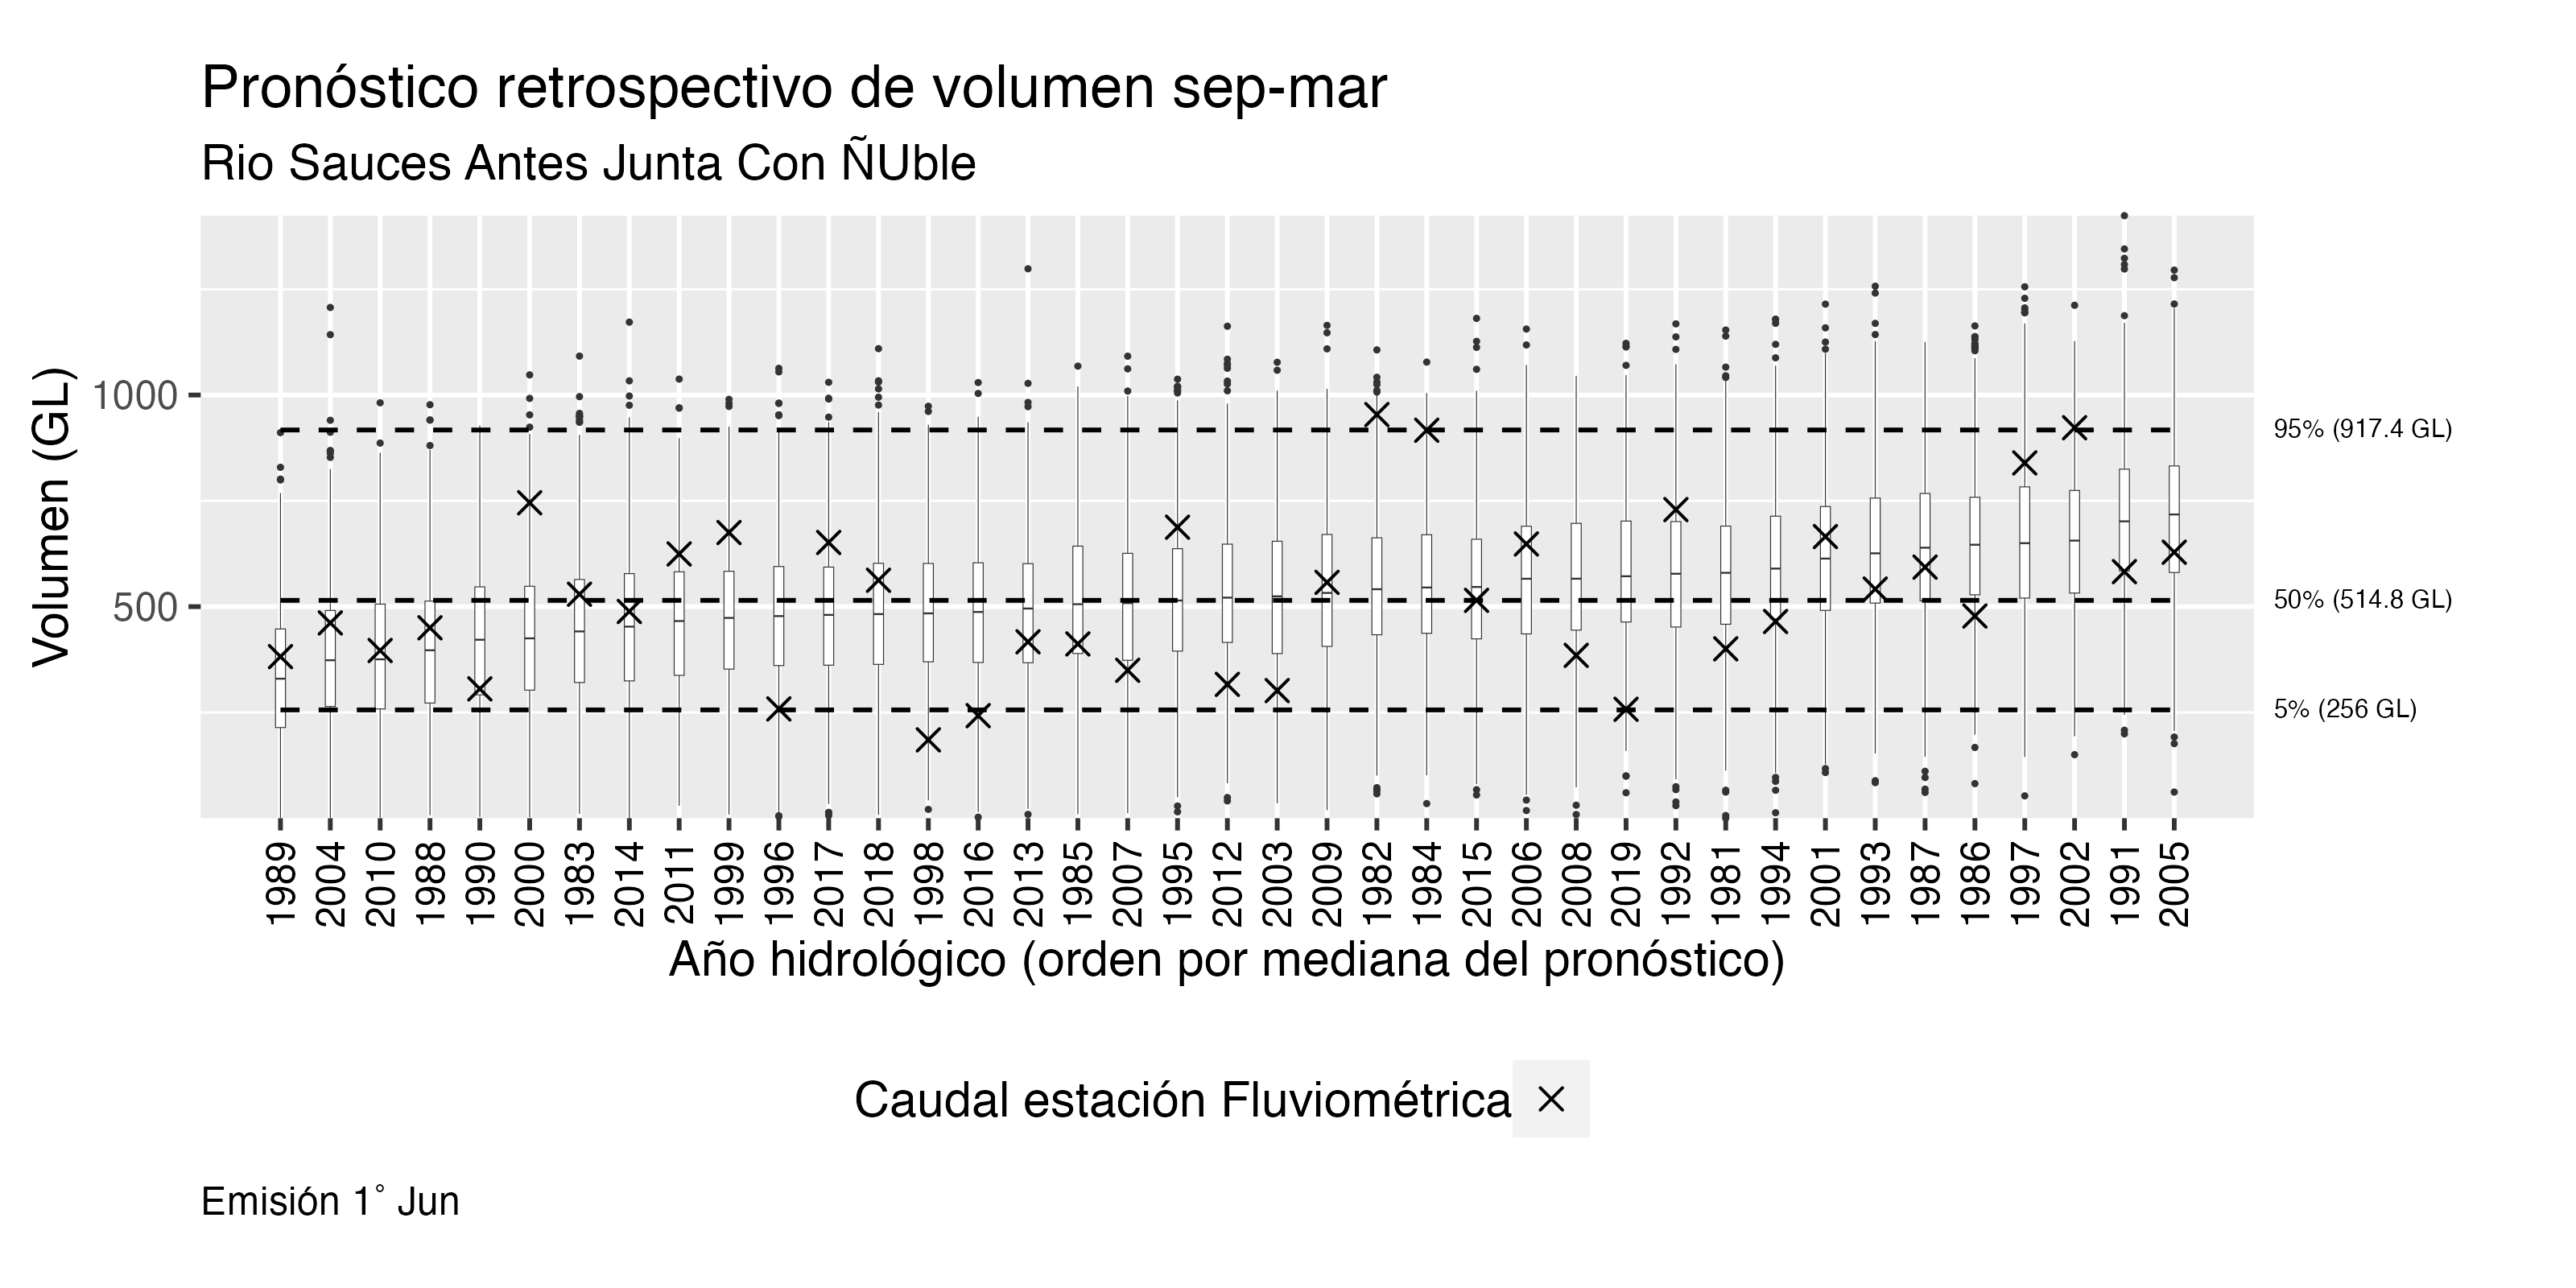 Pronóstico retrospectivo de volumen sep-mar
Rio Sauces Antes Junta Con ÑUble
Volumen (GL)
1000
500
95% (917.4 GL)
50% (514.8 GL)
5% (256 GL)
1989 2004 2010 1988 1990 2000 1983 2014 2011 1999 1996 2017 2018 1998 2016 2013 1985 2007 1995 2012 2003 2009 1982 1984 2015 2006 2008 2019 1992 1981 1994 2001 1993 1987 1986 1997 2002 1991 2005
Año hidrológico (orden por mediana del pronóstico)
Caudal estación Fluviométrica
Emisión 1° Jun